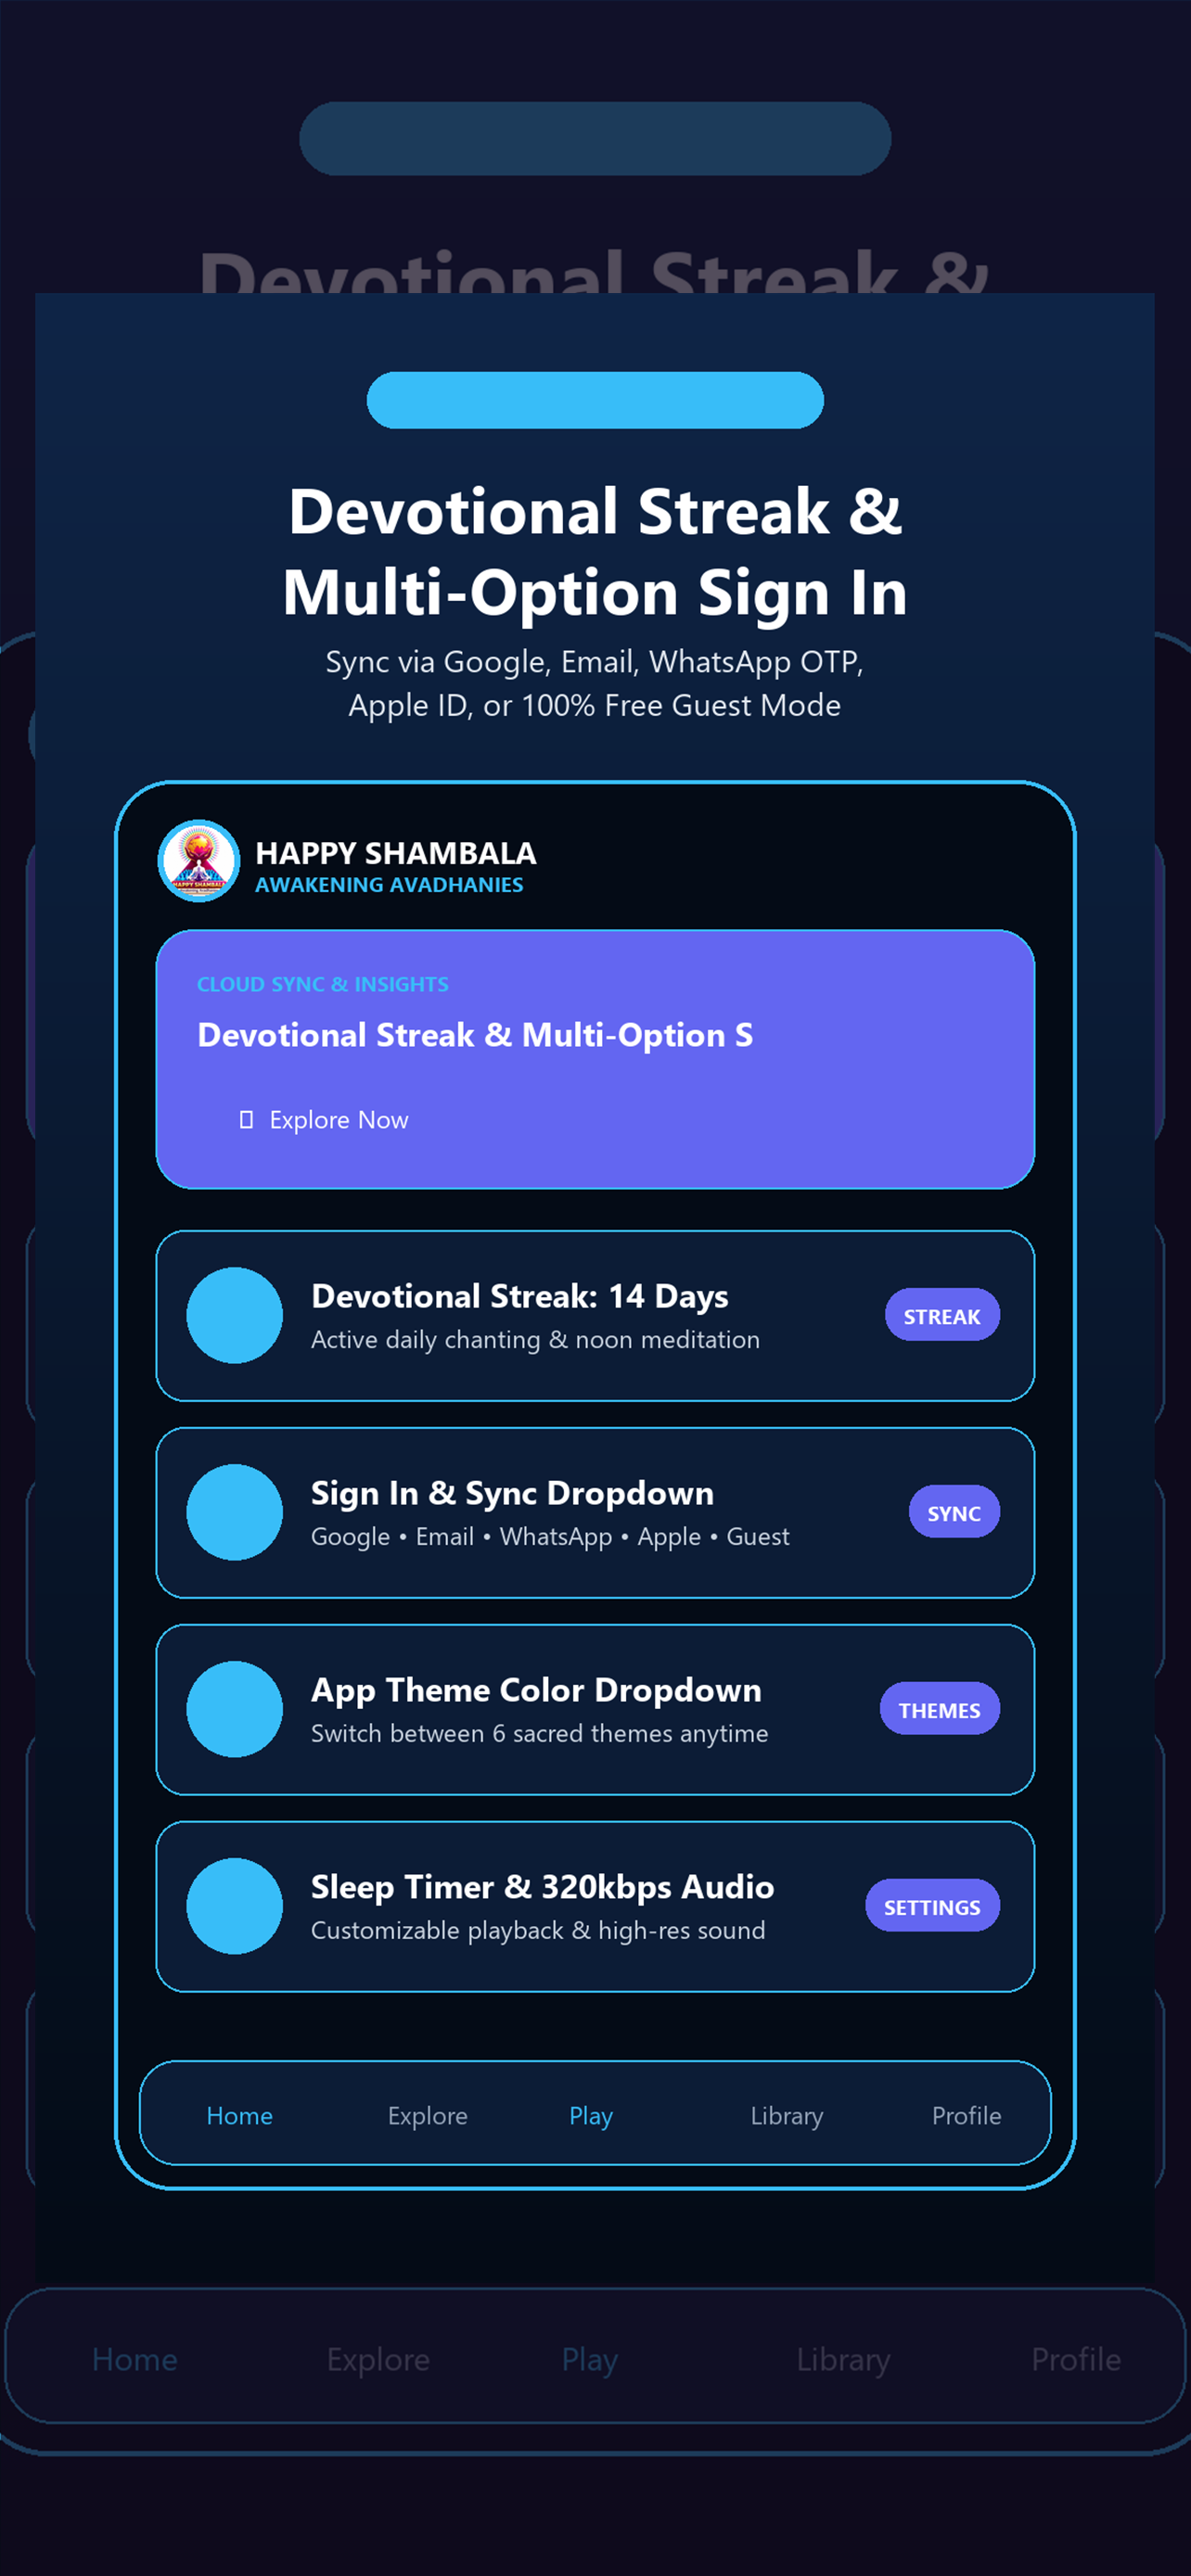 Devotional Streak &
Devotional Streak &
Multi-Option Sign In
Sync via Google, Email, WhatsApp OTP,
Apple ID, or 100% Free Guest Mode
HAPPY SHAMBALA
HAPPY SHAMBALA
AWAKENING AVADHANIES
CLOUD SYNC & INSIGHTS
Devotional Streak & Multi-Option S
Explore Now
Devotional Streak: 14 Days
Active daily chanting & noon meditation
STREAK
Sign In & Sync Dropdown
Google • Email • WhatsApp • Apple • Guest
SYNC
App Theme Color Dropdown
Switch between 6 sacred themes anytime
THEMES
Sleep Timer & 320kbps Audio
Customizable playback & high-res sound
SETTINGS
Home Explore Play Library Profile
Home Explore Play Library Profile